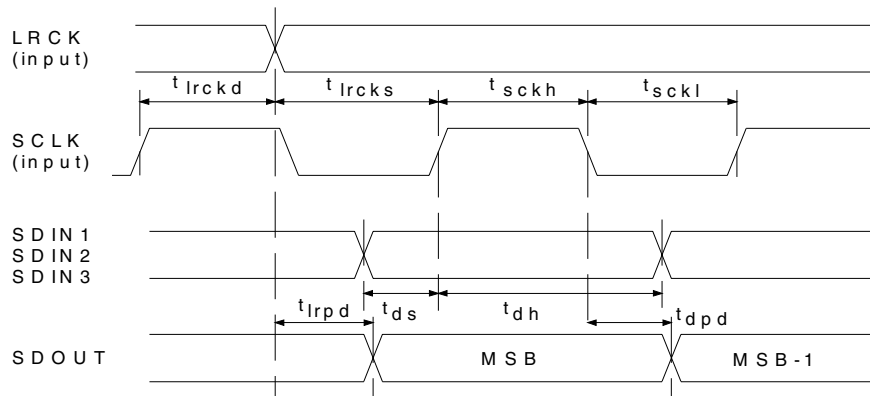 LRCK
(input)
t lrckd
t lrcks
t sckh
t sckl
SCLK
(input)
SDIN1
SDIN2
SDIN3
t lrpd
t ds
t dh
t dpd
SDOUT
MSB
MSB-1